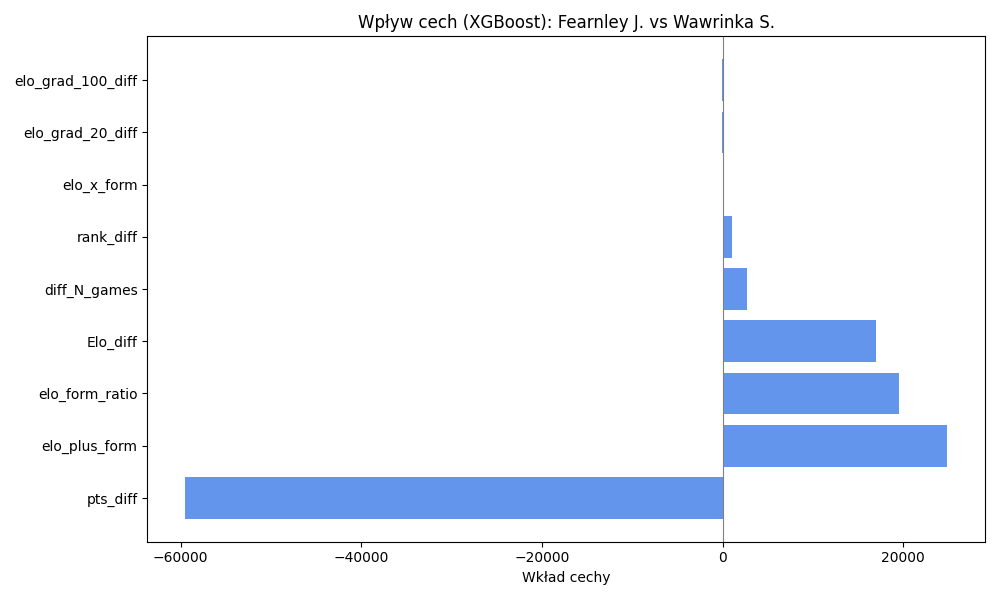 Wpływ cech (XGBoost): Fearnley J. vs Wawrinka S.
elo_grad_100_diff
elo_grad_20_diff
elo_x_form
rank_diff
diff_N_games
Elo_diff
elo_form_ratio
elo_plus_form
pts_diff
−60000 −40000 −20000 0 20000
Wkład cechy